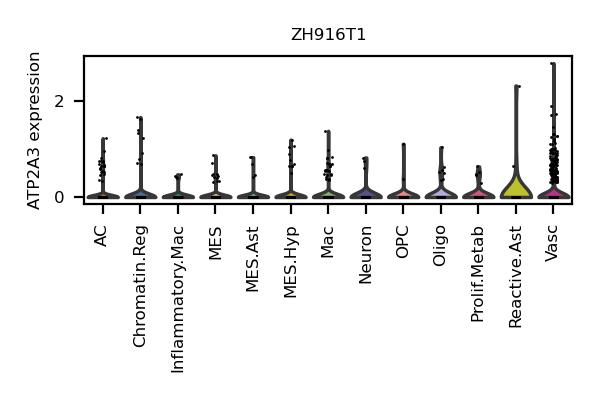 ZH916T1
ATP2A3 expression
2
0
AC
Chromatin.Reg
Inflammatory.Mac
MES
MES.Ast
MES.Hyp
Mac
Neuron
OPC
Oligo
Prolif.Metab
Reactive.Ast
Vasc